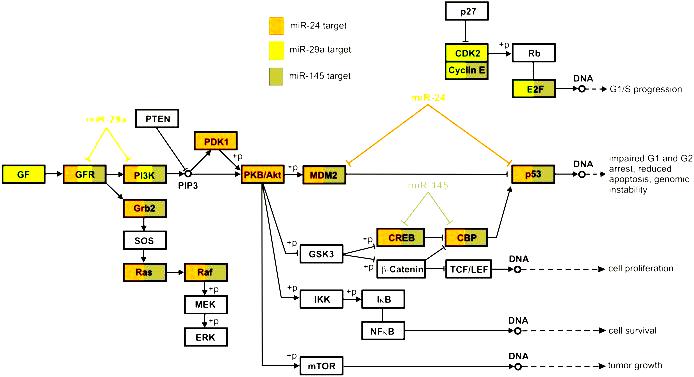 p27
miR-24 target
miR-29a target
miR-145 target
CDK2
+p
Rb
Cyclin E
E2F
DNA
G1/S progression
miR-24
miR-29a
PTEN
PDK1
+p
GF
GFR
PI3K
PIP3
PKB/Akt
+p
MDM2
p53
DNA
impaired G1 and G2
arrest, reduced
apoptosis, genomic
instability
miR-145
Grb2
SOS
Ras
Raf
+p
MEK
+p
ERK
+p
GSK3
+p
CREB
CBP
+p
β-Catenin
TCF/LEF
DNA
cell proliferation
+p
IKK
+p
IκB
NFκB
DNA
cell survival
+p
mTOR
DNA
tumor growth